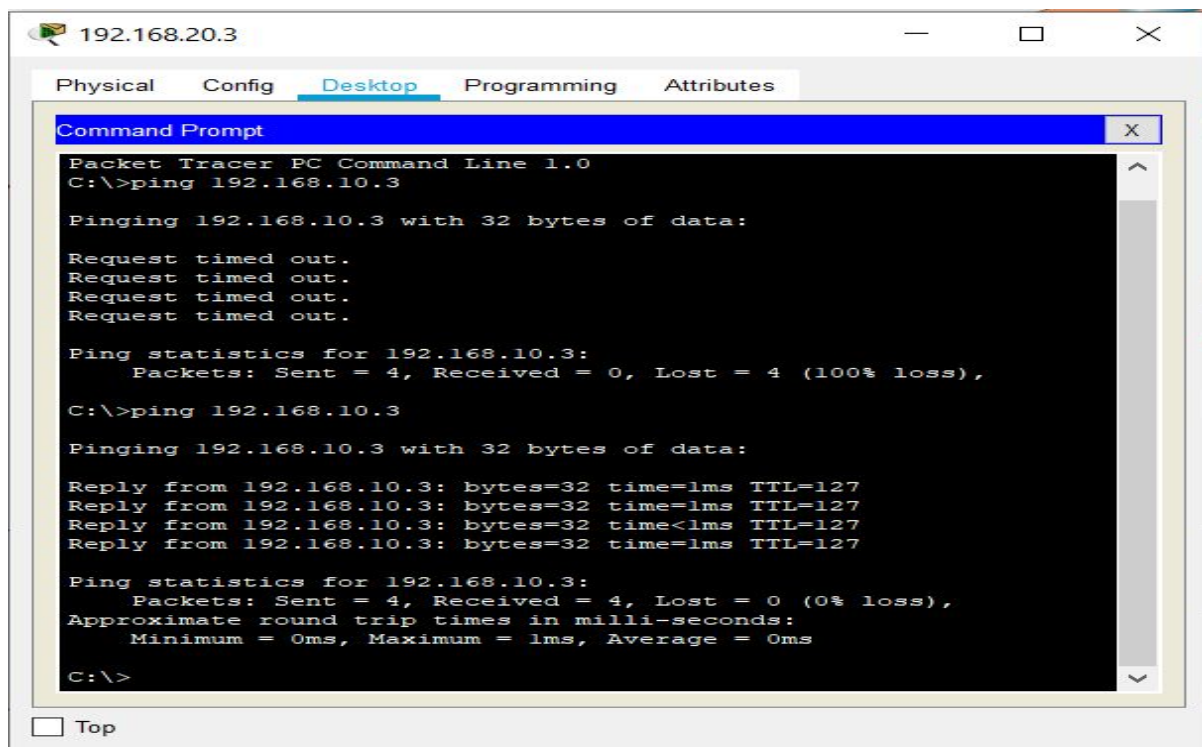 192.168.20.3
Physical Config Desktop Programming Attributes
Command Prompt X
Packet Tracer PC Command Line 1.0
C:\>ping 192.168.10.3
Pinging 192.168.10.3 with 32 bytes of data:
Request timed out.
Request timed out.
Request timed out.
Request timed out.
Ping statistics for 192.168.10.3:
Packets: Sent = 4, Received = 0, Lost = 4 (100% loss),
C:\>ping 192.168.10.3
Pinging 192.168.10.3 with 32 bytes of data:
Reply from 192.168.10.3: bytes=32 time=1ms TTL=127
Reply from 192.168.10.3: bytes=32 time=1ms TTL=127
Reply from 192.168.10.3: bytes=32 time<1ms TTL=127
Reply from 192.168.10.3: bytes=32 time=1ms TTL=127
Ping statistics for 192.168.10.3:
Packets: Sent = 4, Received = 4, Lost = 0 (0% loss),
Approximate round trip times in milli-seconds:
Minimum = 0ms, Maximum = 1ms, Average = 0ms
C:\>
Top